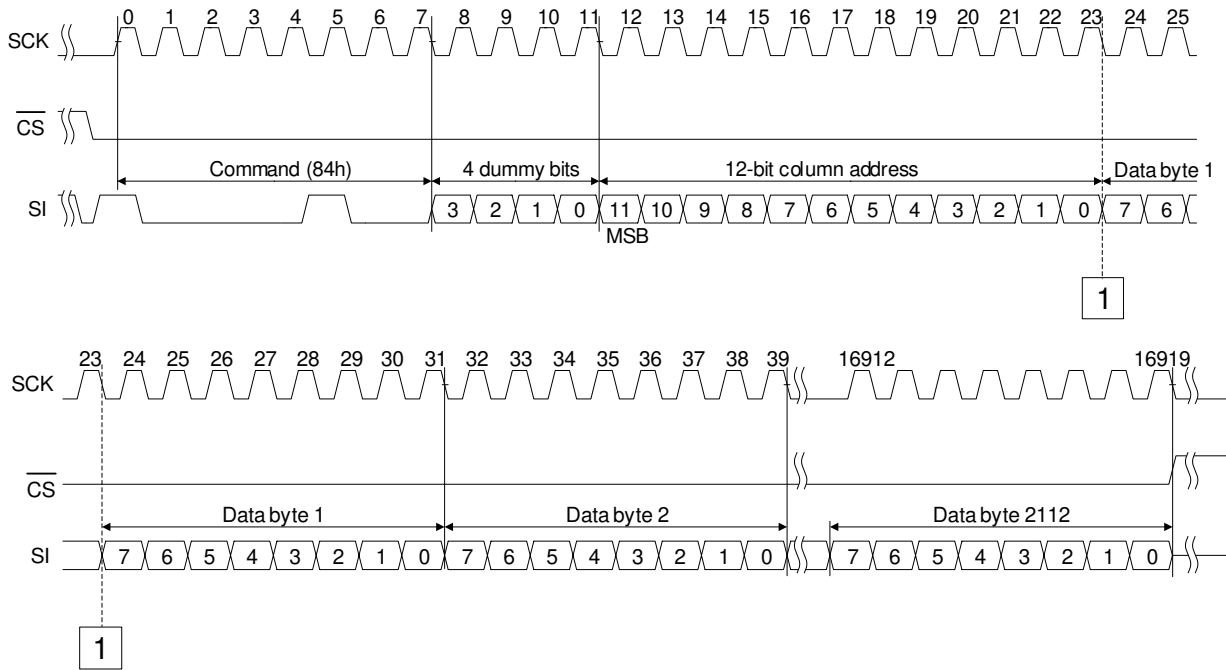 0 1 2 3 4 5 6 7 8 9 10 11 12 13 14 15 16 17 18 19 20 21 22 23 24 25
SCK
CS
Command (84h) 4 dummy bits 12-bit column address Data byte 1
SI 3 2 1 0 11 10 9 8 7 6 5 4 3 2 1 0 7 6
MSB
1
23 24 25 26 27 28 29 30 31 32 33 34 35 36 37 38 39 16912 16919
SCK
CS
Data byte 1 Data byte 2 Data byte 2112
SI 7 6 5 4 3 2 1 0 7 6 5 4 3 2 1 0 7 6 5 4 3 2 1 0
1